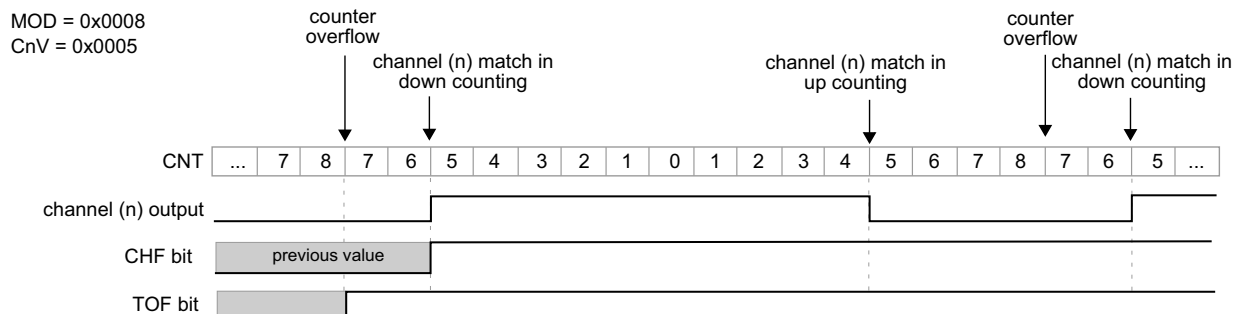 MOD = 0x0008
CnV = 0x0005
counter
overflow
channel (n) match in
down counting
channel (n) match in
up counting
counter
overflow
channel (n) match in
down counting
CNT ... 7 8 7 6 5 4 3 2 1 0 1 2 3 4 5 6 7 8 7 6 5 ...
channel (n) output
CHF bit previous value
TOF bit